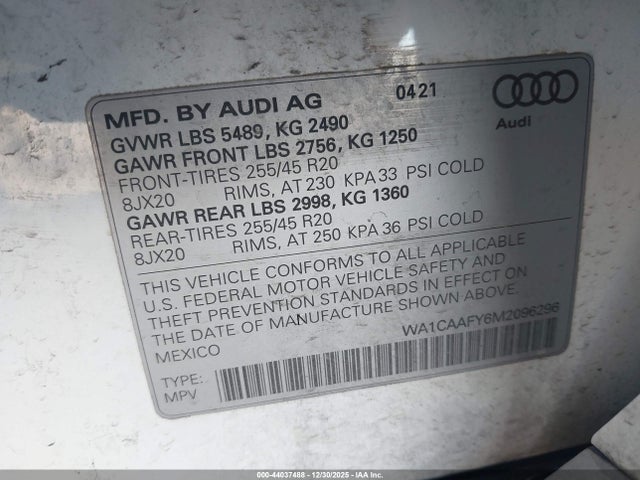 MFD. BY AUDI AG 0421
Audi
GVWR LBS 5489, KG 2490
GAWR FRONT LBS 2756, KG 1250
FRONT-TIRES 255/45 R20
8JX20 RIMS, AT 230 KPA 33 PSI COLD
GAWR REAR LBS 2998, KG 1360
REAR-TIRES 255/45 R20
8JX20 RIMS, AT 250 KPA 36 PSI COLD
THIS VEHICLE CONFORMS TO ALL APPLICABLE
U.S. FEDERAL MOTOR VEHICLE SAFETY AND
THEFT PREVENTION STANDARDS IN EFFECT ON
THE DATE OF MANUFACTURE SHOWN ABOVE.
MEXICO WA1CAAFY6M2096296
TYPE:
MPV
000-44037488 - 12/30/2025 - IAA Inc.